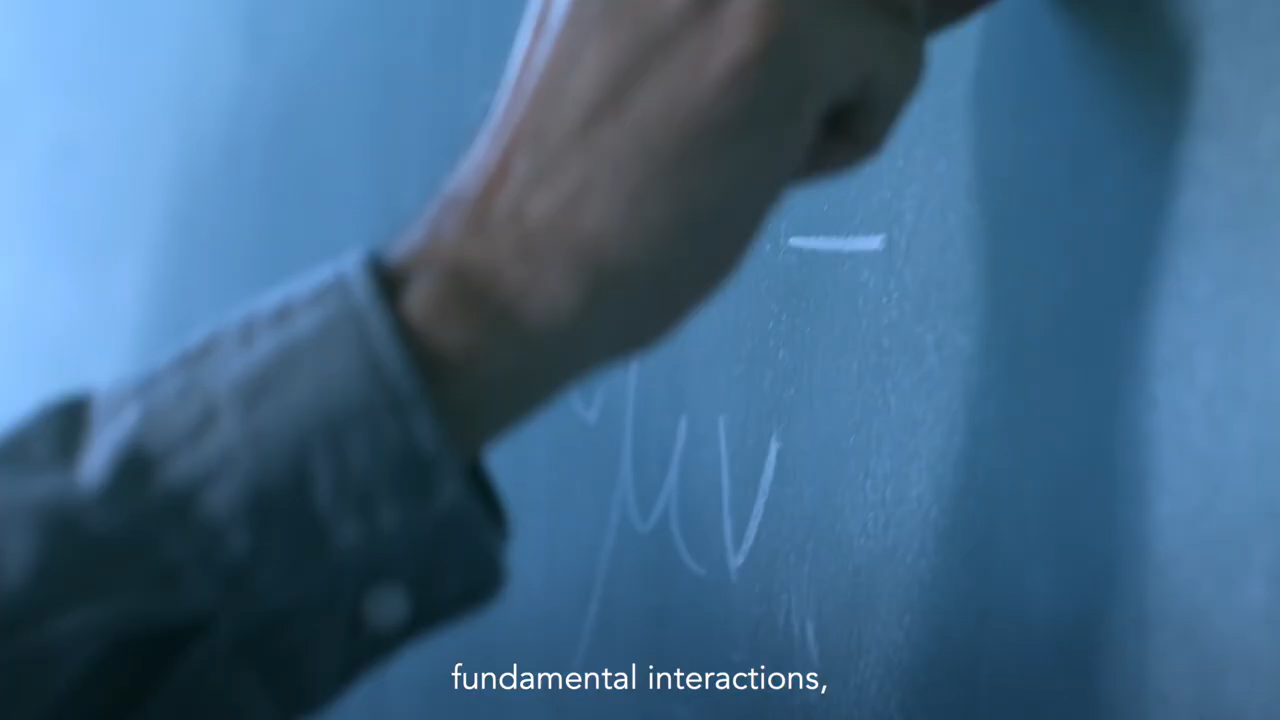 —
μν
fundamental interactions,